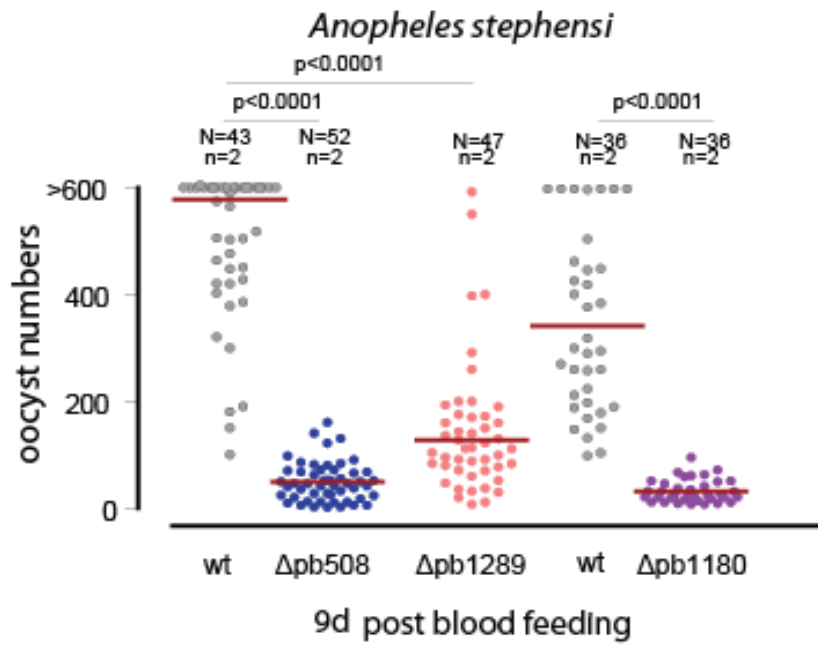 Anopheles stephensi
p<0.0001
p<0.0001 p<0.0001
N=43 N=52 N=47 N=36 N=36
n=2 n=2 n=2 n=2 n=2
>600
400
200
0
oocyst numbers
wt Δpb508 Δpb1289 wt Δpb1180
9d post blood feeding